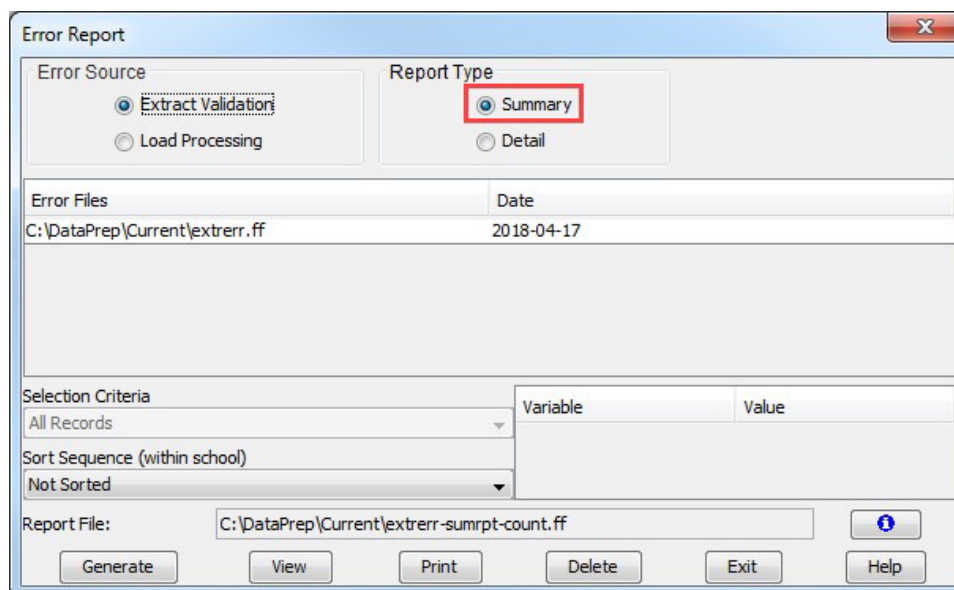 Error Report
X
Error Source
Extract Validation
Load Processing
Report Type
Summary
Detail
Error Files Date
C:\DataPrep\Current\extrerr.ff 2018-04-17
Selection Criteria
All Records
Sort Sequence (within school)
Not Sorted
Variable Value
Report File: C:\DataPrep\Current\extrerr-sumrpt-count.ff i
Generate View Print Delete Exit Help